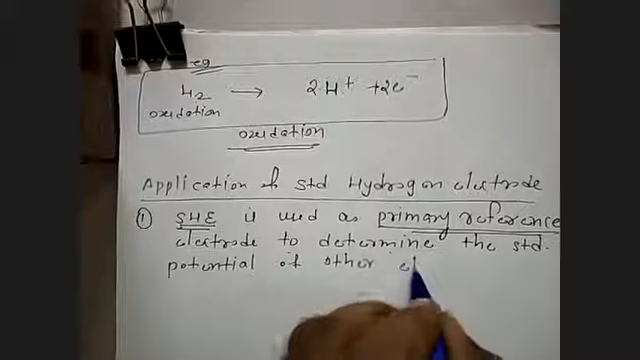 eg
H2 → 2H+ + 2e-
oxidation
oxidation
Application of Std Hydrogen electrode
① SHE is used as primary reference
electrode to determine the std.
potential of other el